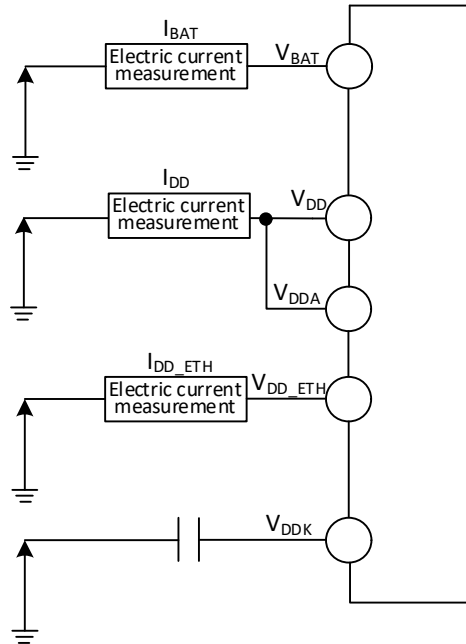 I_BAT
Electric current
measurement
V_BAT
I_DD
Electric current
measurement
V_DD
V_DDA
I_DD_ETH
Electric current
measurement
V_DD_ETH
V_DDK